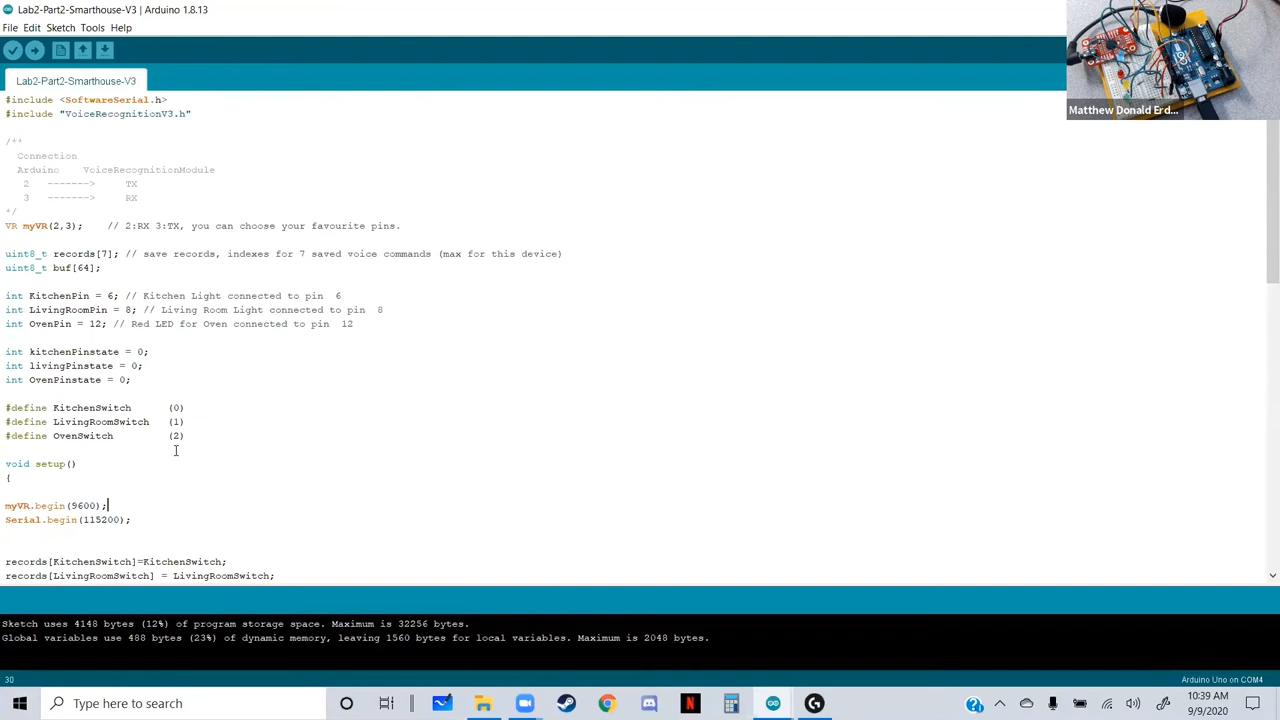 Lab2-Part2-Smarthouse-V3 | Arduino 1.8.13
File Edit Sketch Tools Help
Lab2-Part2-Smarthouse-V3
Matthew Donald Erd...
#include <SoftwareSerial.h>
#include "VoiceRecognitionV3.h"
/**
Connection
Arduino VoiceRecognitionModule
2 -------> TX
3 -------> RX
*/
VR myVR(2,3); // 2:RX 3:TX, you can choose your favourite pins.
uint8_t records[7]; // save records, indexes for 7 saved voice commands (max for this device)
uint8_t buf[64];
int KitchenPin = 6; // Kitchen Light connected to pin 6
int LivingRoomPin = 8; // Living Room Light connected to pin 8
int OvenPin = 12; // Red LED for Oven connected to pin 12
int kitchenPinstate = 0;
int livingPinstate = 0;
int OvenPinstate = 0;
#define KitchenSwitch (0)
#define LivingRoomSwitch (1)
#define OvenSwitch (2)
void setup()
{
myVR.begin(9600);
Serial.begin(115200);
records[KitchenSwitch]=KitchenSwitch;
records[LivingRoomSwitch] = LivingRoomSwitch;
Sketch uses 4148 bytes (12%) of program storage space. Maximum is 32256 bytes.
Global variables use 488 bytes (23%) of dynamic memory, leaving 1560 bytes for local variables. Maximum is 2048 bytes.
30
Arduino Uno on COM4
Type here to search
10:39 AM
9/9/2020